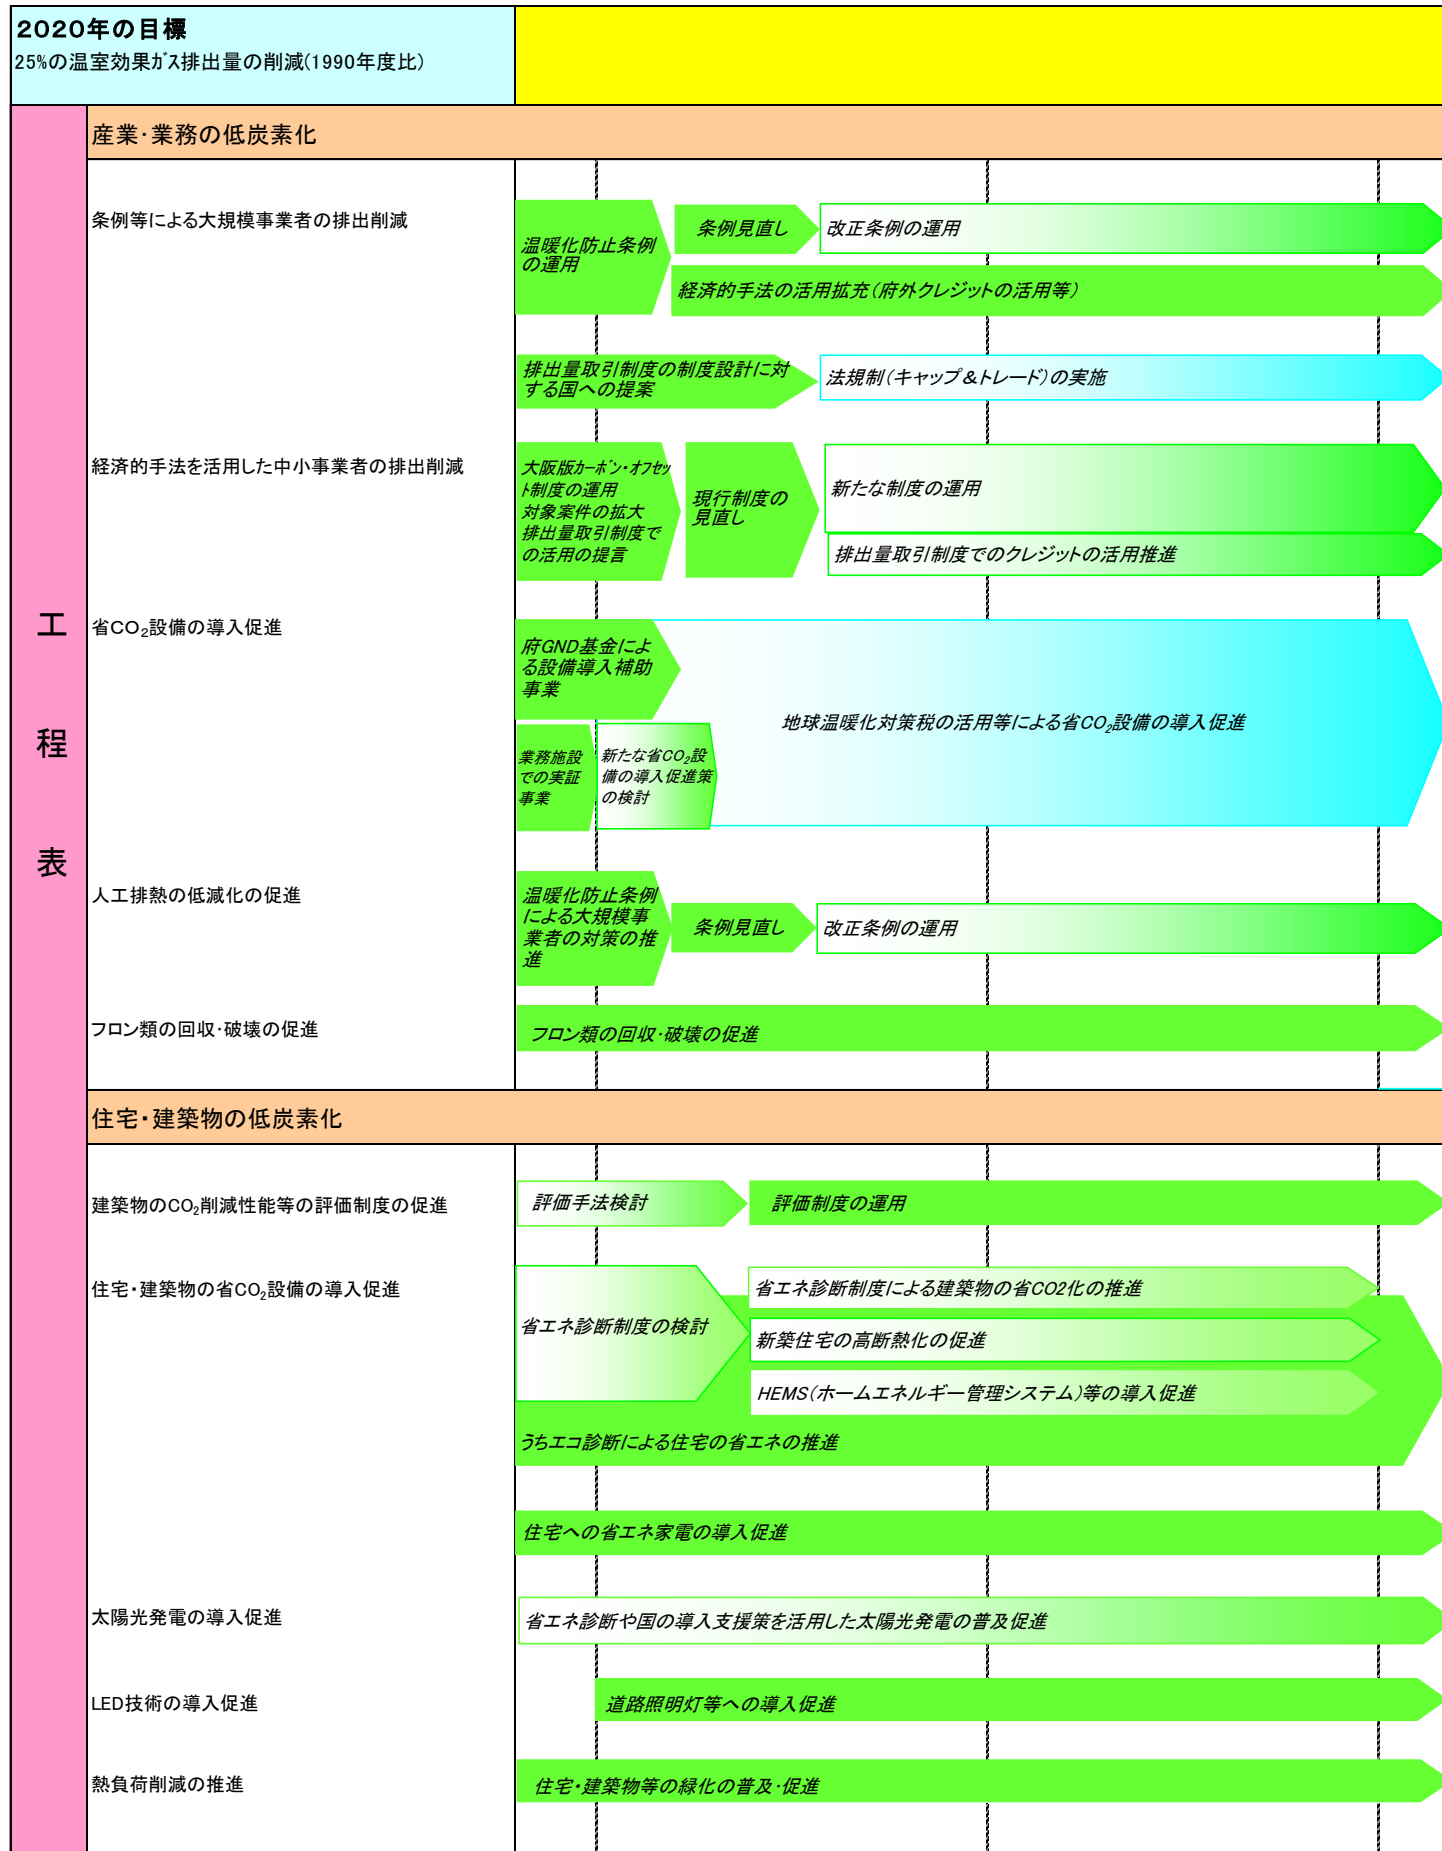 2020年の目標
25%の温室効果ｶﾞｽ排出量の削減(1990年度比)
産業･業務の低炭素化
条例等による大規模事業者の排出削減
温暖化防止条例
の運用
条例見直し
改正条例の運用
経済的手法の活用拡充（府外クレジットの活用等）
排出量取引制度の制度設計に対
する国への提案
法規制（キャップ＆トレード）の実施
経済的手法を活用した中小事業者の排出削減
大阪版ｶｰﾎﾞﾝ・ｵﾌｾｯ
ﾄ制度の運用
対象案件の拡大
排出量取引制度で
の活用の提言
現行制度の
見直し
新たな制度の運用
排出量取引制度でのクレジットの活用推進
工
程
表
省CO₂設備の導入促進
府GND基金によ
る設備導入補助
事業
地球温暖化対策税の活用等による省CO₂設備の導入促進
業務施設
での実証
事業
新たな省CO₂設
備の導入促進策
の検討
人工排熱の低減化の促進
温暖化防止条例
による大規模事
業者の対策の推
進
条例見直し
改正条例の運用
フロン類の回収･破壊の促進
フロン類の回収･破壊の促進
住宅・建築物の低炭素化
建築物のCO₂削減性能等の評価制度の促進
評価手法検討
評価制度の運用
住宅・建築物の省CO₂設備の導入促進
省エネ診断制度の検討
省エネ診断制度による建築物の省CO2化の推進
新築住宅の高断熱化の促進
HEMS（ホームエネルギー管理システム）等の導入促進
うちエコ診断による住宅の省エネの推進
住宅への省エネ家電の導入促進
太陽光発電の導入促進
省エネ診断や国の導入支援策を活用した太陽光発電の普及促進
LED技術の導入促進
道路照明灯等への導入促進
熱負荷削減の推進
住宅・建築物等の緑化の普及･促進